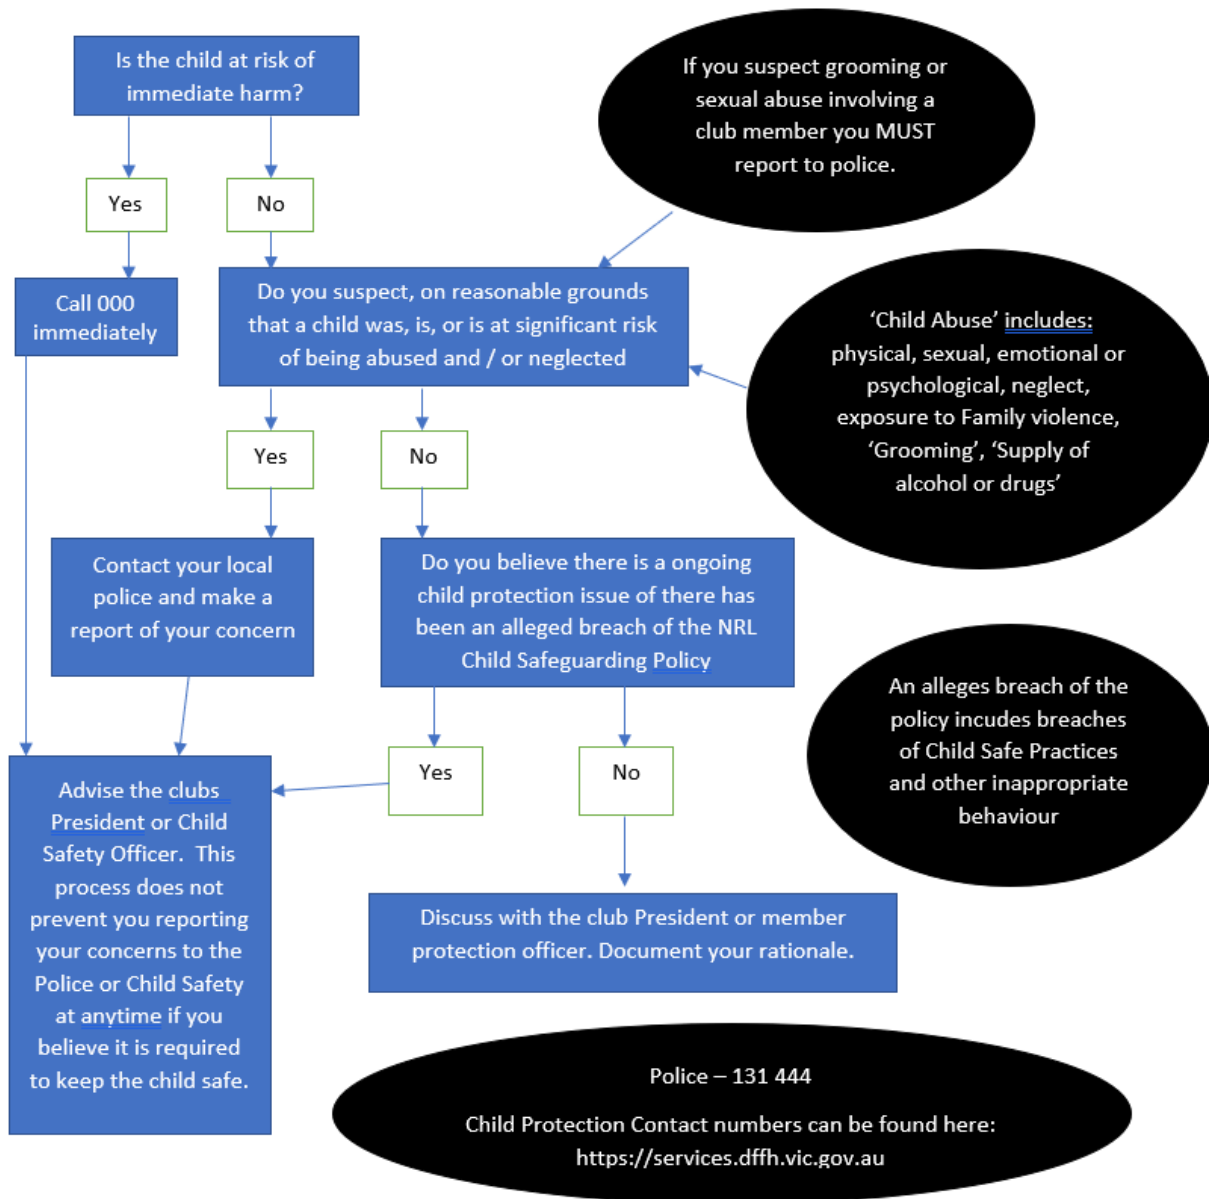 Is the child at risk of
immediate harm?
If you suspect grooming or
sexual abuse involving a
club member you MUST
report to police.
Yes
No
Call 000
immediately
Do you suspect, on reasonable grounds
that a child was, is, or is at significant risk
of being abused and / or neglected
‘Child Abuse’ includes:
physical, sexual, emotional or
psychological, neglect,
exposure to Family violence,
‘Grooming’, ‘Supply of
alcohol or drugs’
Yes
No
Contact your local
police and make a
report of your concern
Do you believe there is a ongoing
child protection issue of there has
been an alleged breach of the NRL
Child Safeguarding Policy
An alleges breach of the
policy incudes breaches
of Child Safe Practices
and other inappropriate
behaviour
Yes
No
Advise the clubs
President or Child
Safety Officer. This
process does not
prevent you reporting
your concerns to the
Police or Child Safety
at anytime if you
believe it is required
to keep the child safe.
Discuss with the club President or member
protection officer. Document your rationale.
Police – 131 444
Child Protection Contact numbers can be found here:
https://services.dffh.vic.gov.au